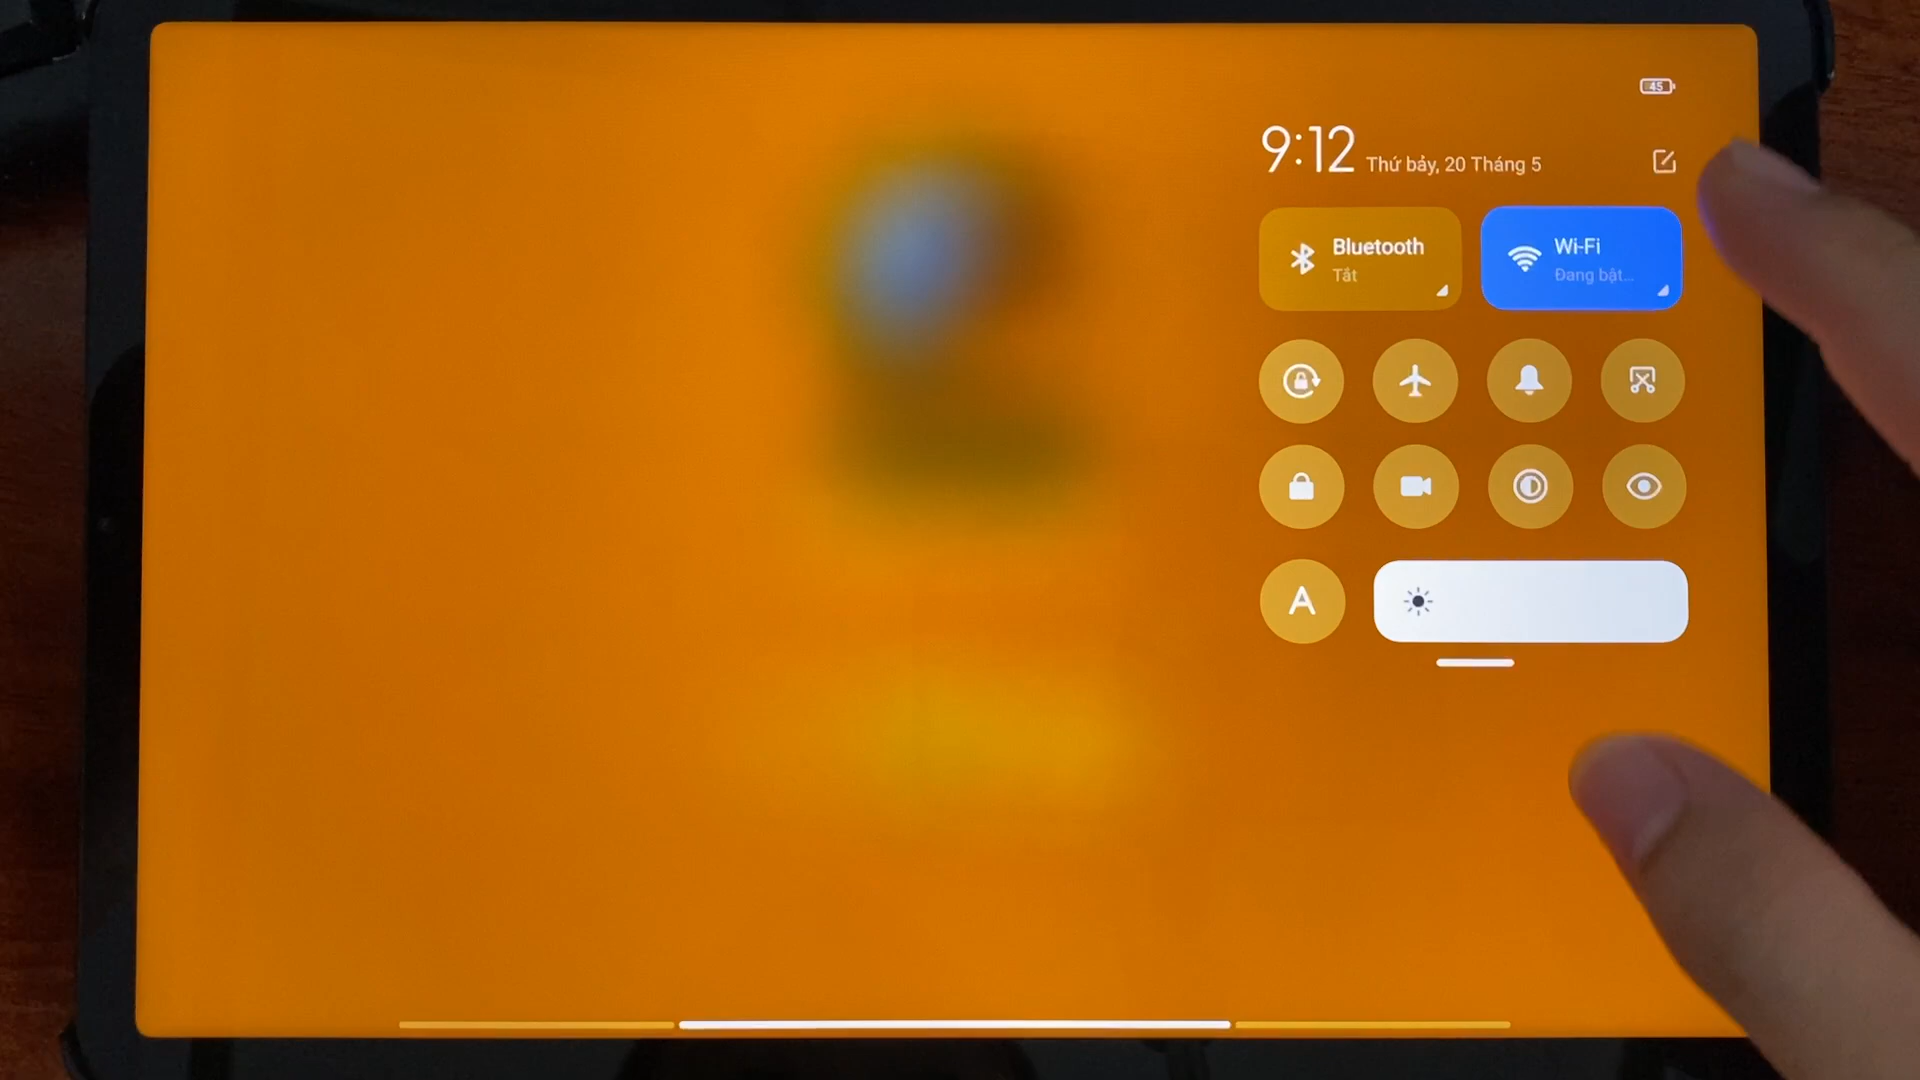 45
9:12 Thứ bảy, 20 Tháng 5
Bluetooth
Tắt
Wi-Fi
Đang bật...
A